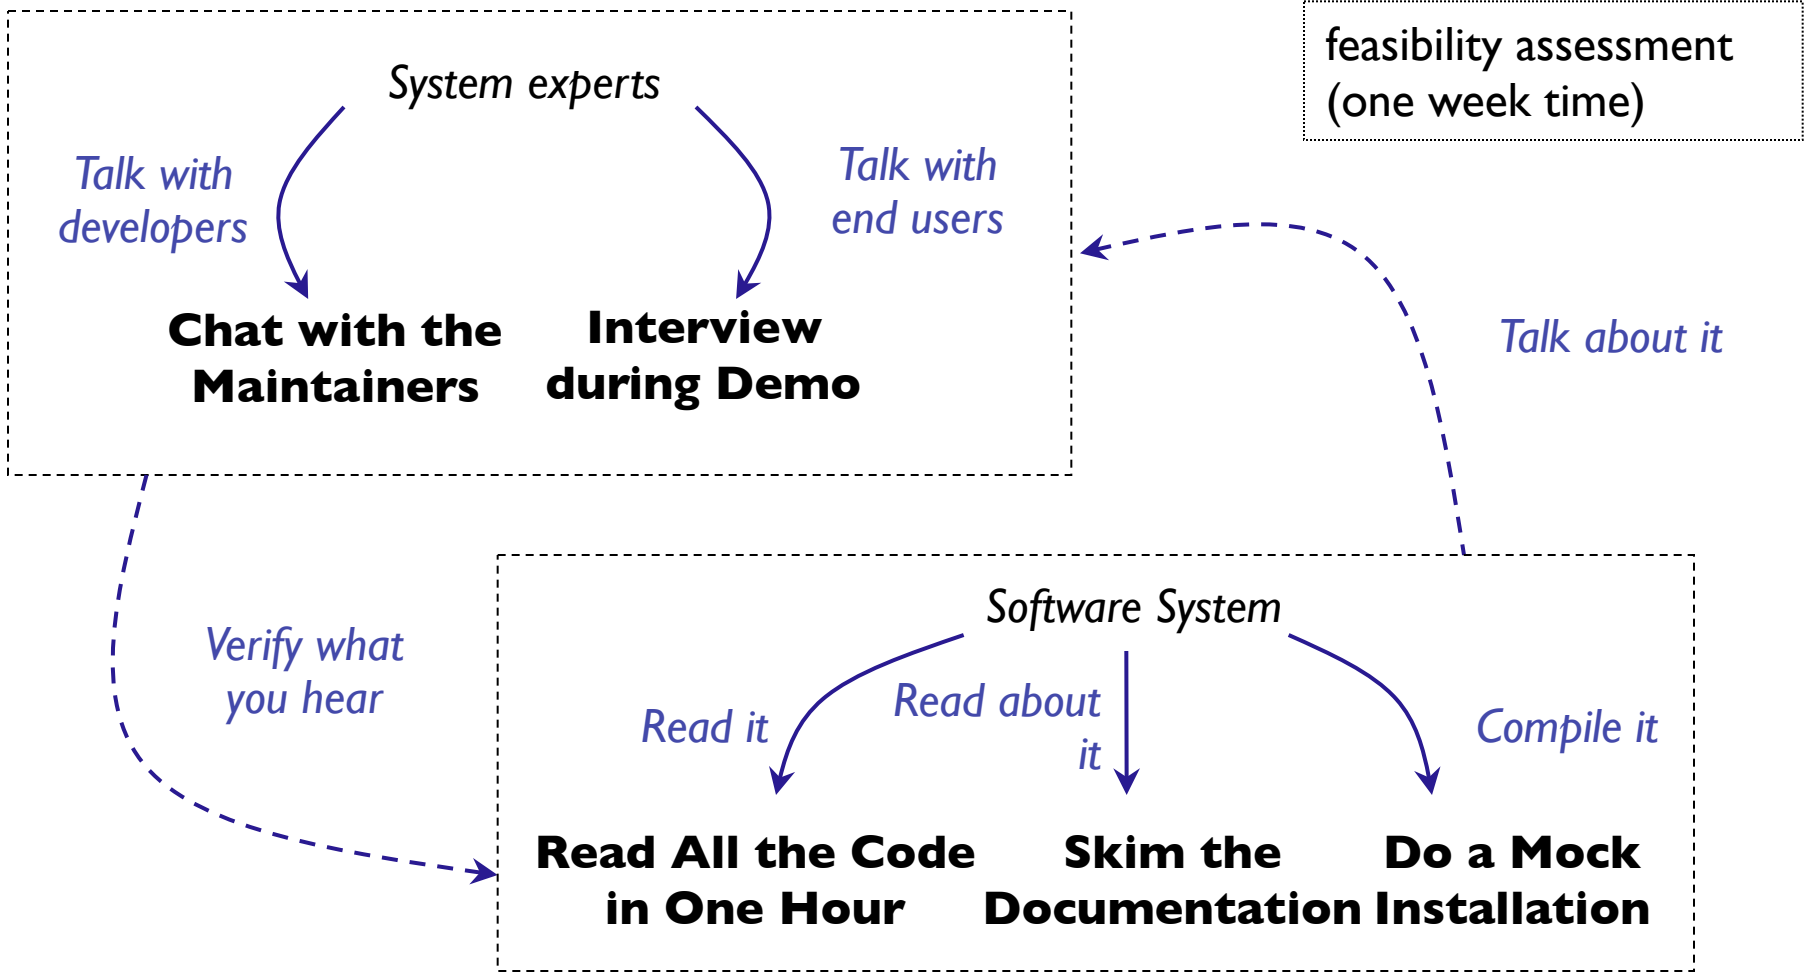 System experts
Talk with
developers
Talk with
end users
Chat with the
Maintainers
Interview
during Demo
feasibility assessment
(one week time)
Talk about it
Verify what
you hear
Software System
Read it
Read about
it
Compile it
Read All the Code
in One Hour
Skim the
Documentation
Do a Mock
Installation